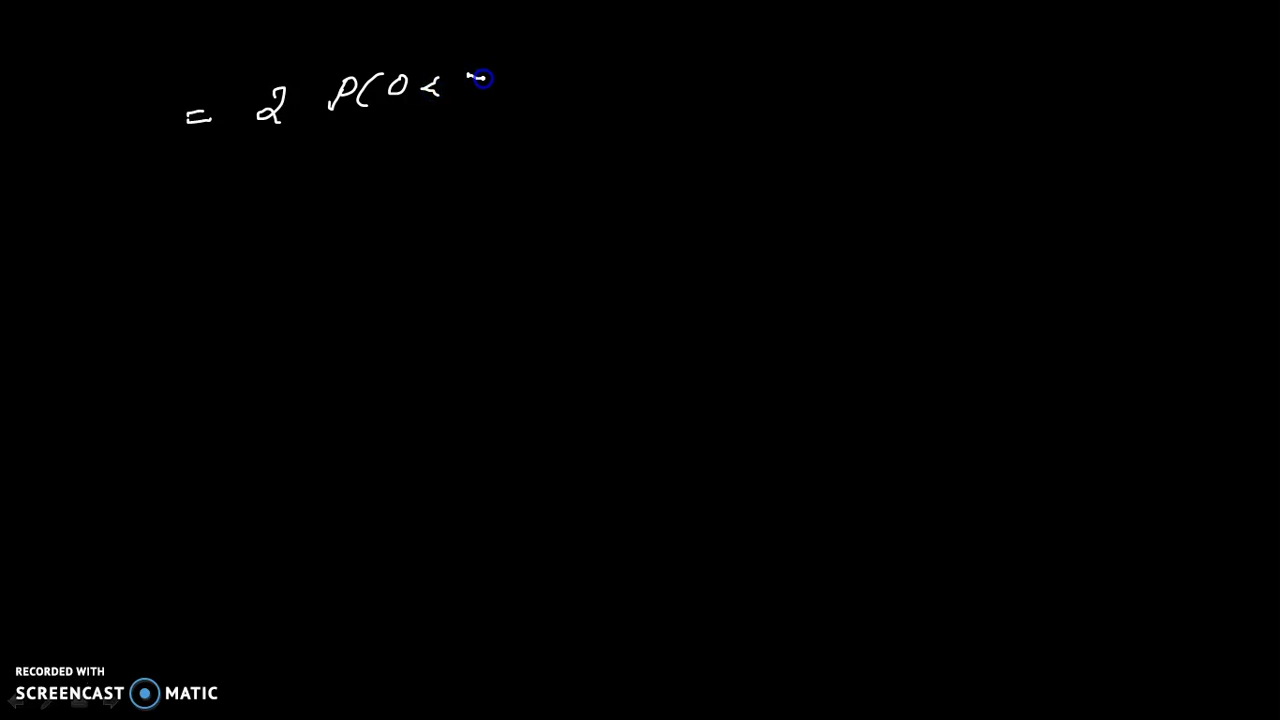 = 2 P(0 <
RECORDED WITH
SCREENCAST MATIC